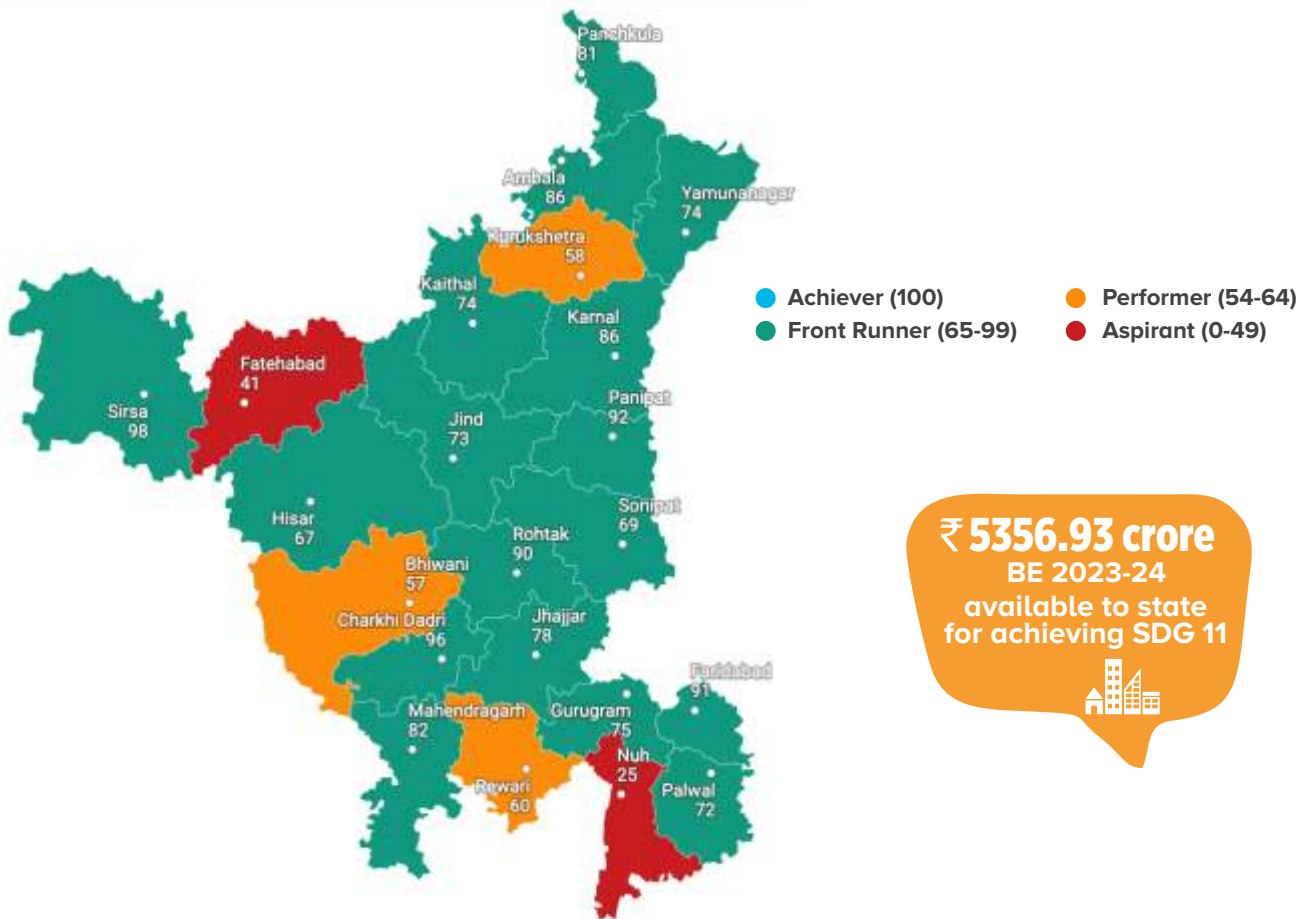 Panchkula
81
Ambala
86
Yamunanagar
74
Kurukshetra
58
Kaithal
74
Karnal
86
Achiever (100)
Performer (54-64)
Front Runner (65-99)
Aspirant (0-49)
Fatehabad
41
Sirsa
98
Jind
73
Panipat
92
Hisar
67
Rohtak
90
Sonipat
69
₹ 5356.93 crore
BE 2023-24
available to state
for achieving SDG 11
Bhiwani
57
Charkhi Dadri
96
Jhajjar
78
Faridabad
91
Mahendragarh
82
Gurugram
75
Nuh
25
Rewari
60
Palwal
72